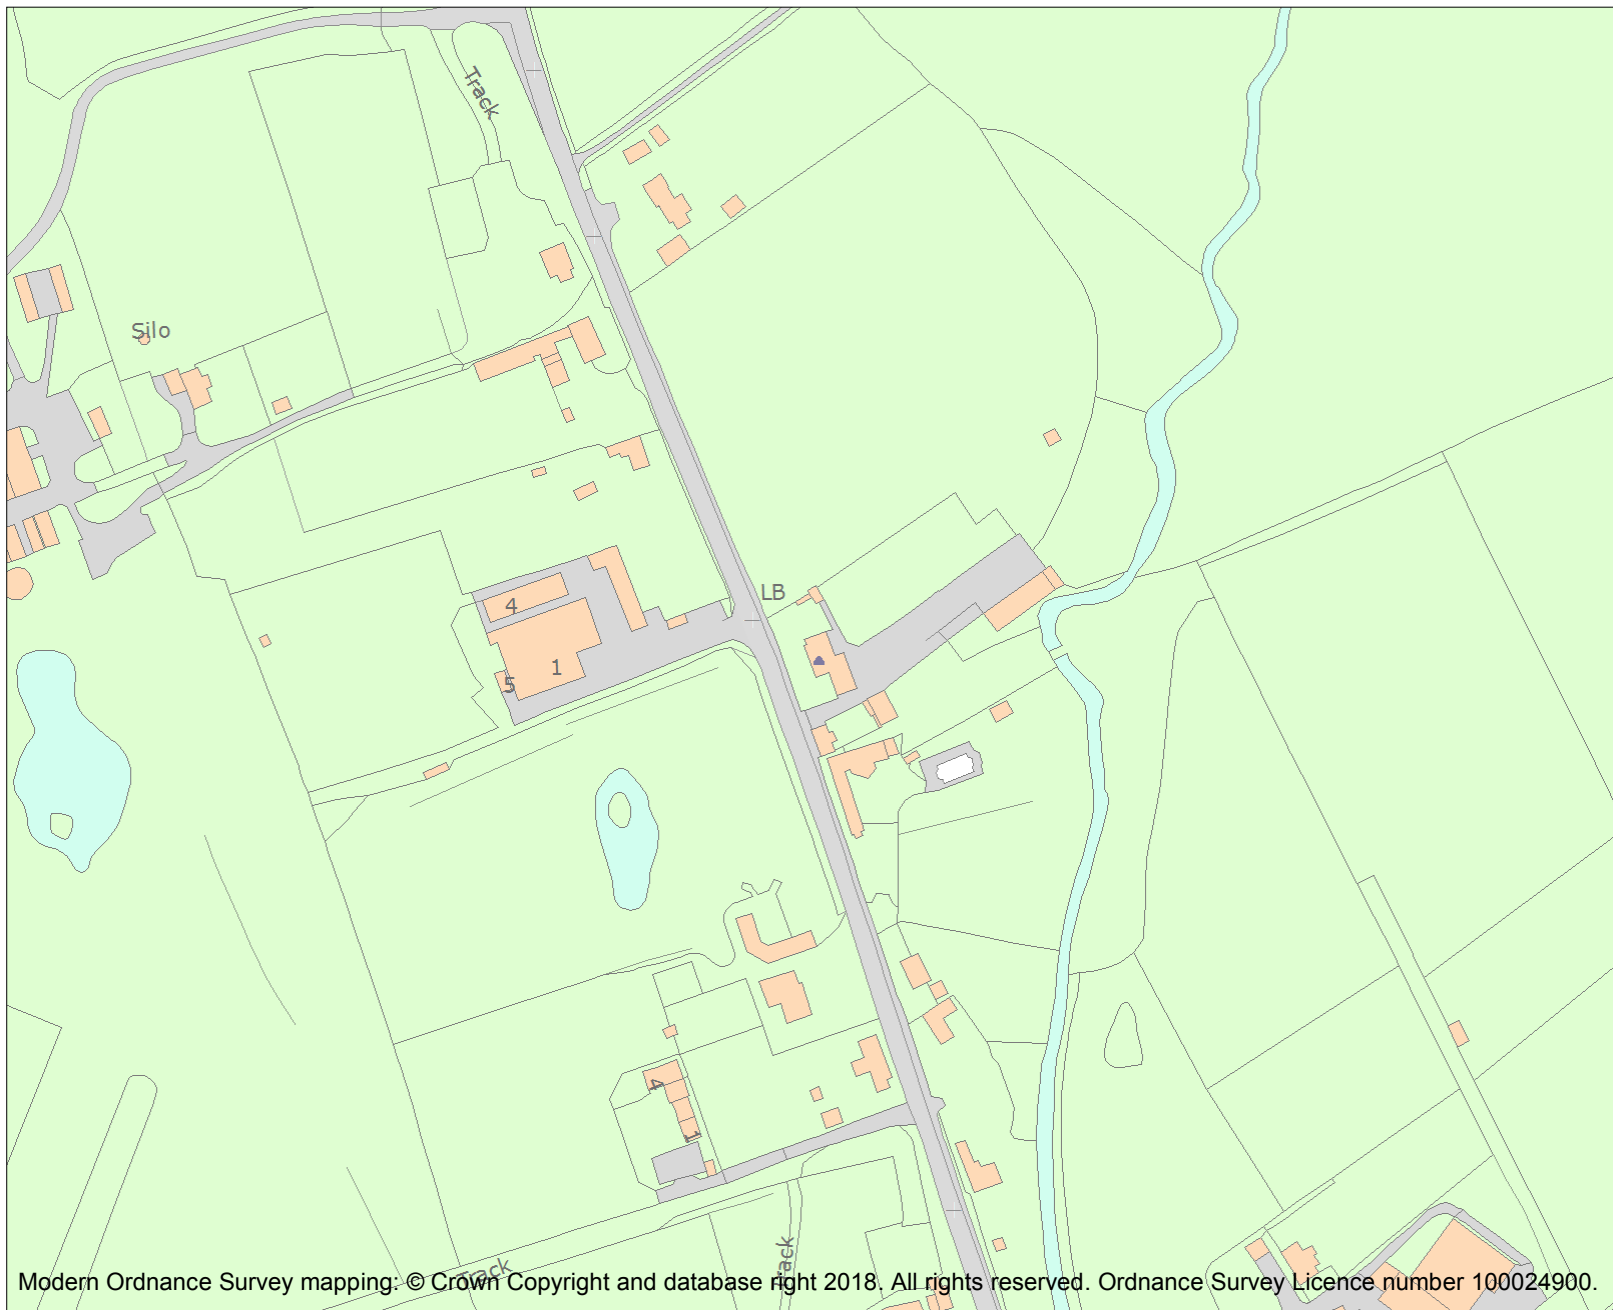 Track
Silo
LB
4
1
5
4
1
Track
Track
Modern Ordnance Survey mapping: © Crown Copyright and database right 2018. All rights reserved. Ordnance Survey Licence number 100024900.